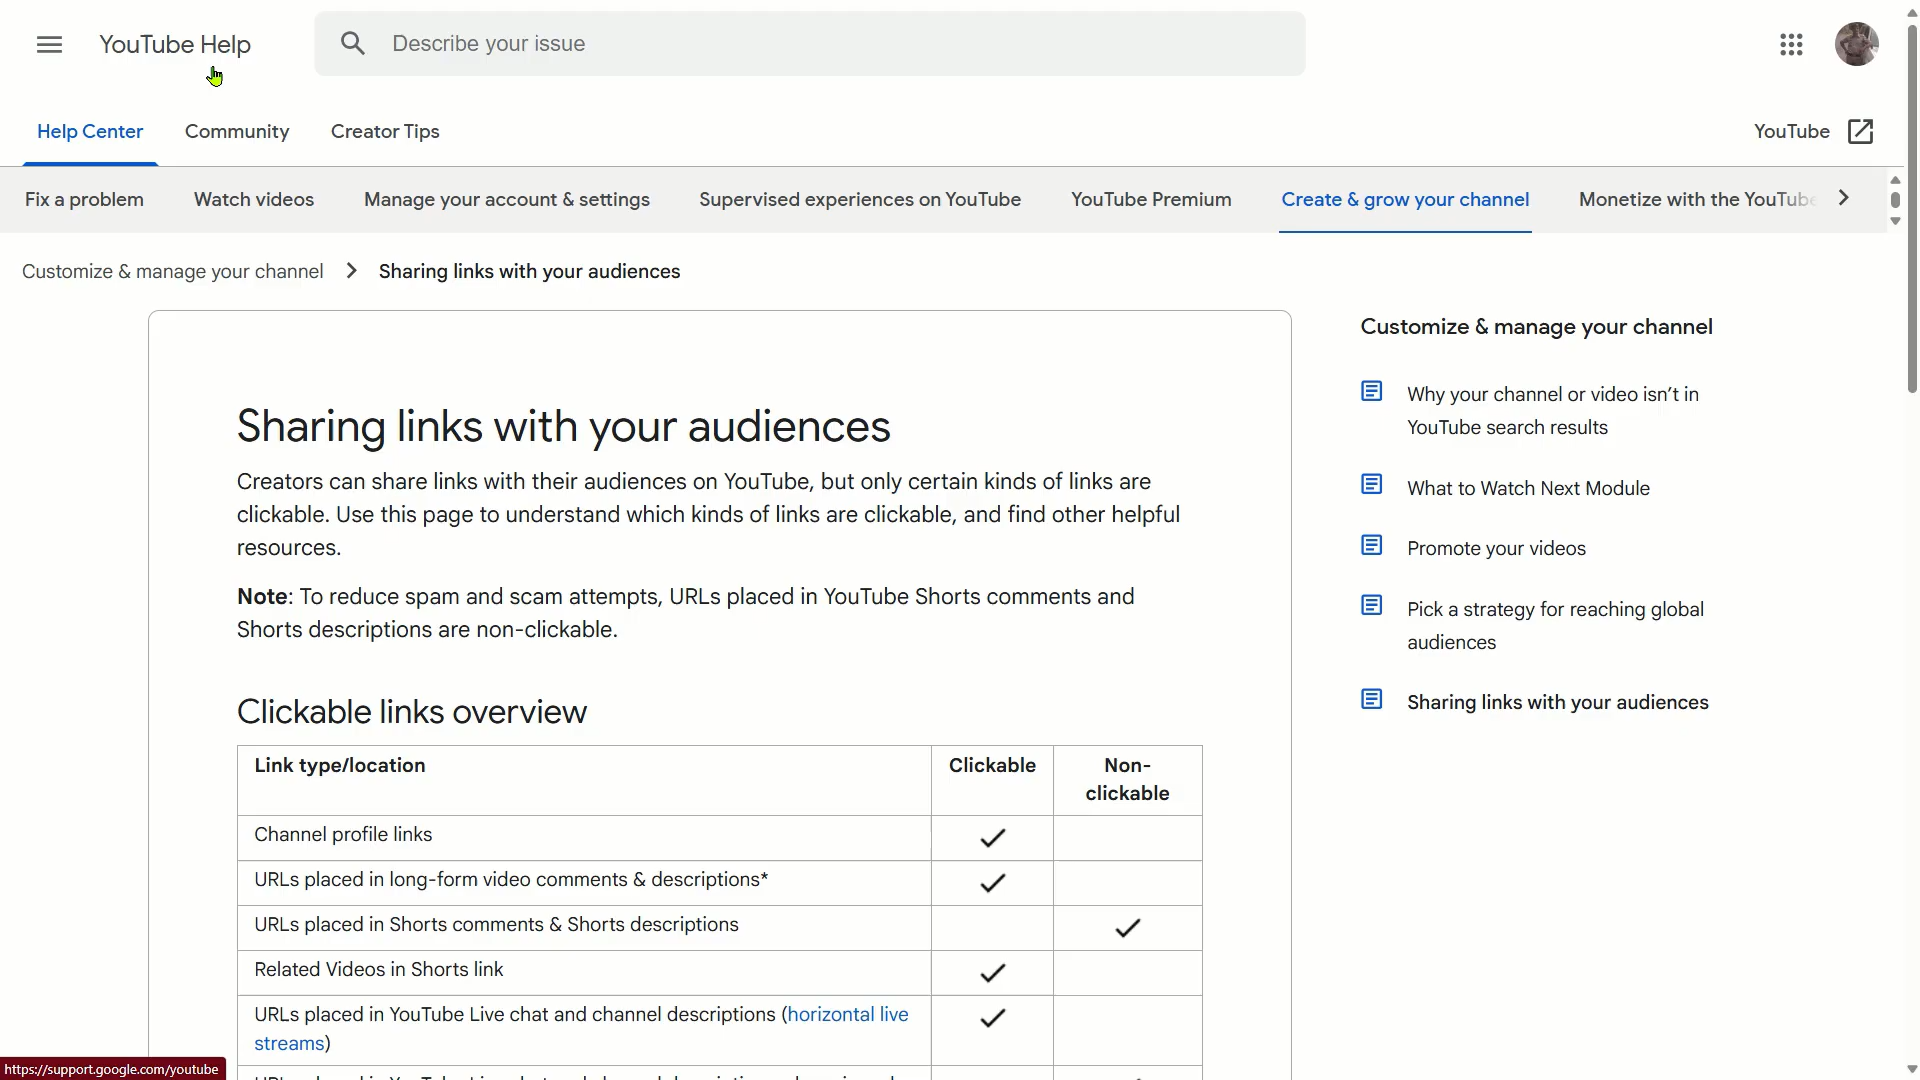 YouTube Help
Describe your issue
Help Center
Community
Creator Tips
YouTube
Fix a problem
Watch videos
Manage your account & settings
Supervised experiences on YouTube
YouTube Premium
Create & grow your channel
Monetize with the YouTube
Customize & manage your channel
Sharing links with your audiences
Sharing links with your audiences
Creators can share links with their audiences on YouTube, but only certain kinds of links are
clickable. Use this page to understand which kinds of links are clickable, and find other helpful
resources.
Note: To reduce spam and scam attempts, URLs placed in YouTube Shorts comments and
Shorts descriptions are non-clickable.
Clickable links overview
Link type/location
Clickable
Non-
clickable
Channel profile links
URLs placed in long-form video comments & descriptions*
URLs placed in Shorts comments & Shorts descriptions
Related Videos in Shorts link
URLs placed in YouTube Live chat and channel descriptions (horizontal live
streams)
Customize & manage your channel
Why your channel or video isn’t in
YouTube search results
What to Watch Next Module
Promote your videos
Pick a strategy for reaching global
audiences
Sharing links with your audiences
https://support.google.com/youtube